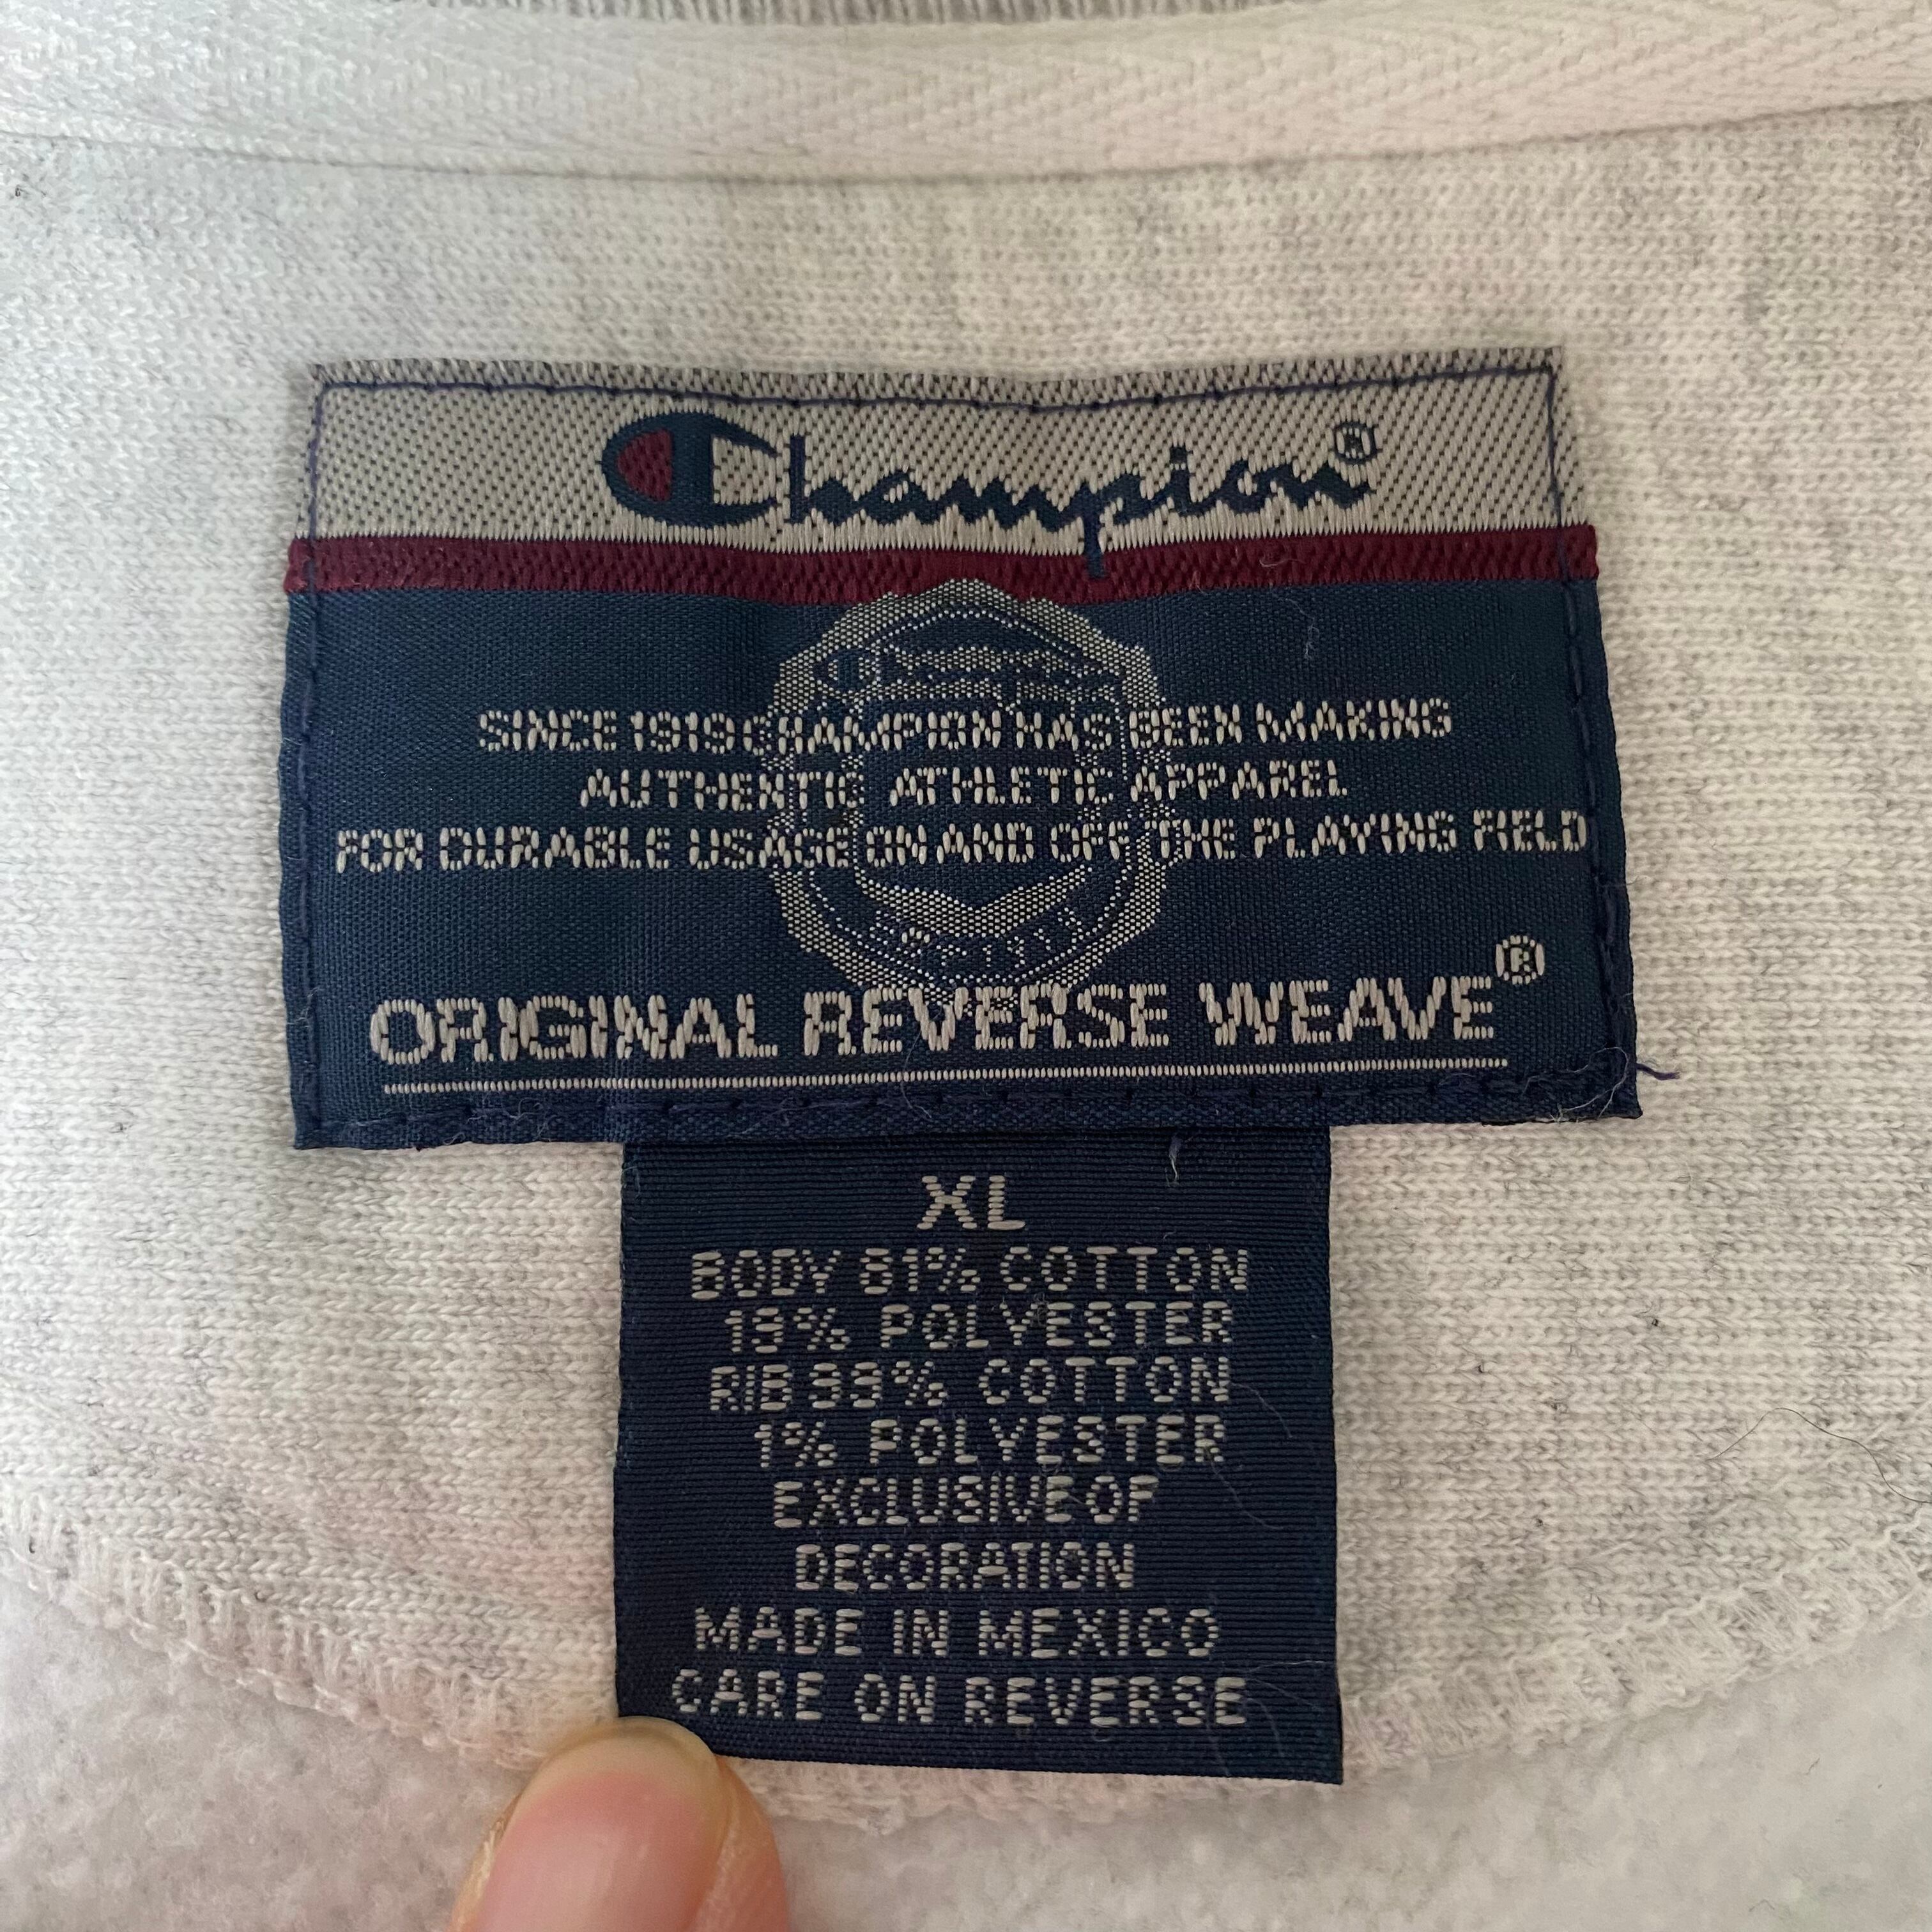 Champion®
Champion
SINCE 1919 CHAMPION HAS BEEN MAKING
AUTHENTIC ATHLETIC APPAREL
FOR DURABLE USAGE ON AND OFF THE PLAYING FIELD
ORIGINAL REVERSE WEAVE®
XL
BODY 81% COTTON
19% POLYESTER
RIB 99% COTTON
1% POLYESTER
EXCLUSIVE OF
DECORATION
MADE IN MEXICO
CARE ON REVERSE